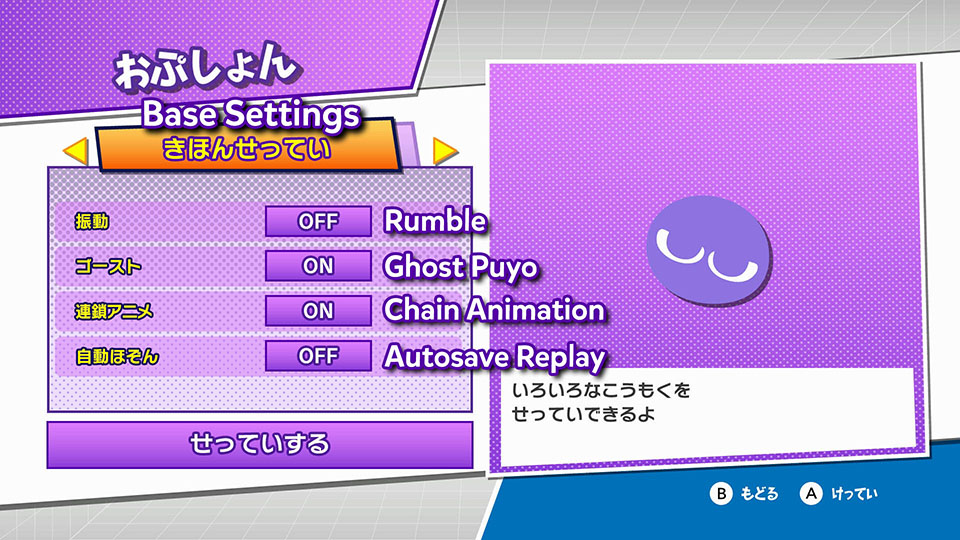 おぷしょん
Base Settings
きほんせってい
振動 OFF Rumble
ゴースト ON Ghost Puyo
連鎖アニメ ON Chain Animation
自動ほぞん OFF Autosave Replay
せっていする
いろいろなこうもくを
せっていできるよ
B もどる A けってい